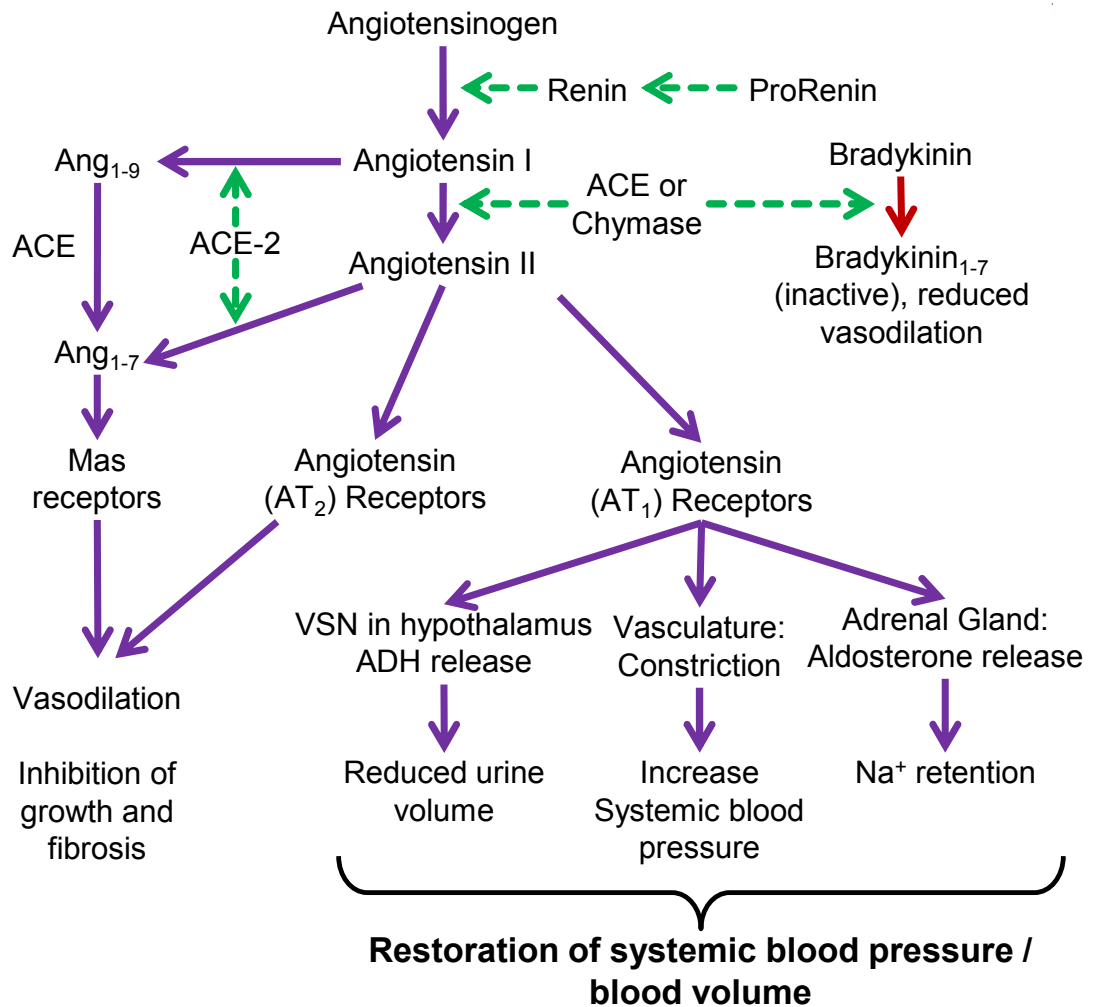 Angiotensinogen
Renin
ProRenin
Ang₁₋₉
Angiotensin I
ACE or
Chymase
Bradykinin
ACE
ACE-2
Angiotensin II
Bradykinin₁₋₇
(inactive), reduced
vasodilation
Ang₁₋₇
Mas
receptors
Angiotensin
(AT₂) Receptors
Angiotensin
(AT₁) Receptors
VSN in hypothalamus
ADH release
Vasculature:
Constriction
Adrenal Gland:
Aldosterone release
Vasodilation
Inhibition of
growth and
fibrosis
Reduced urine
volume
Increase
Systemic blood
pressure
Na⁺ retention
Restoration of systemic blood pressure /
blood volume